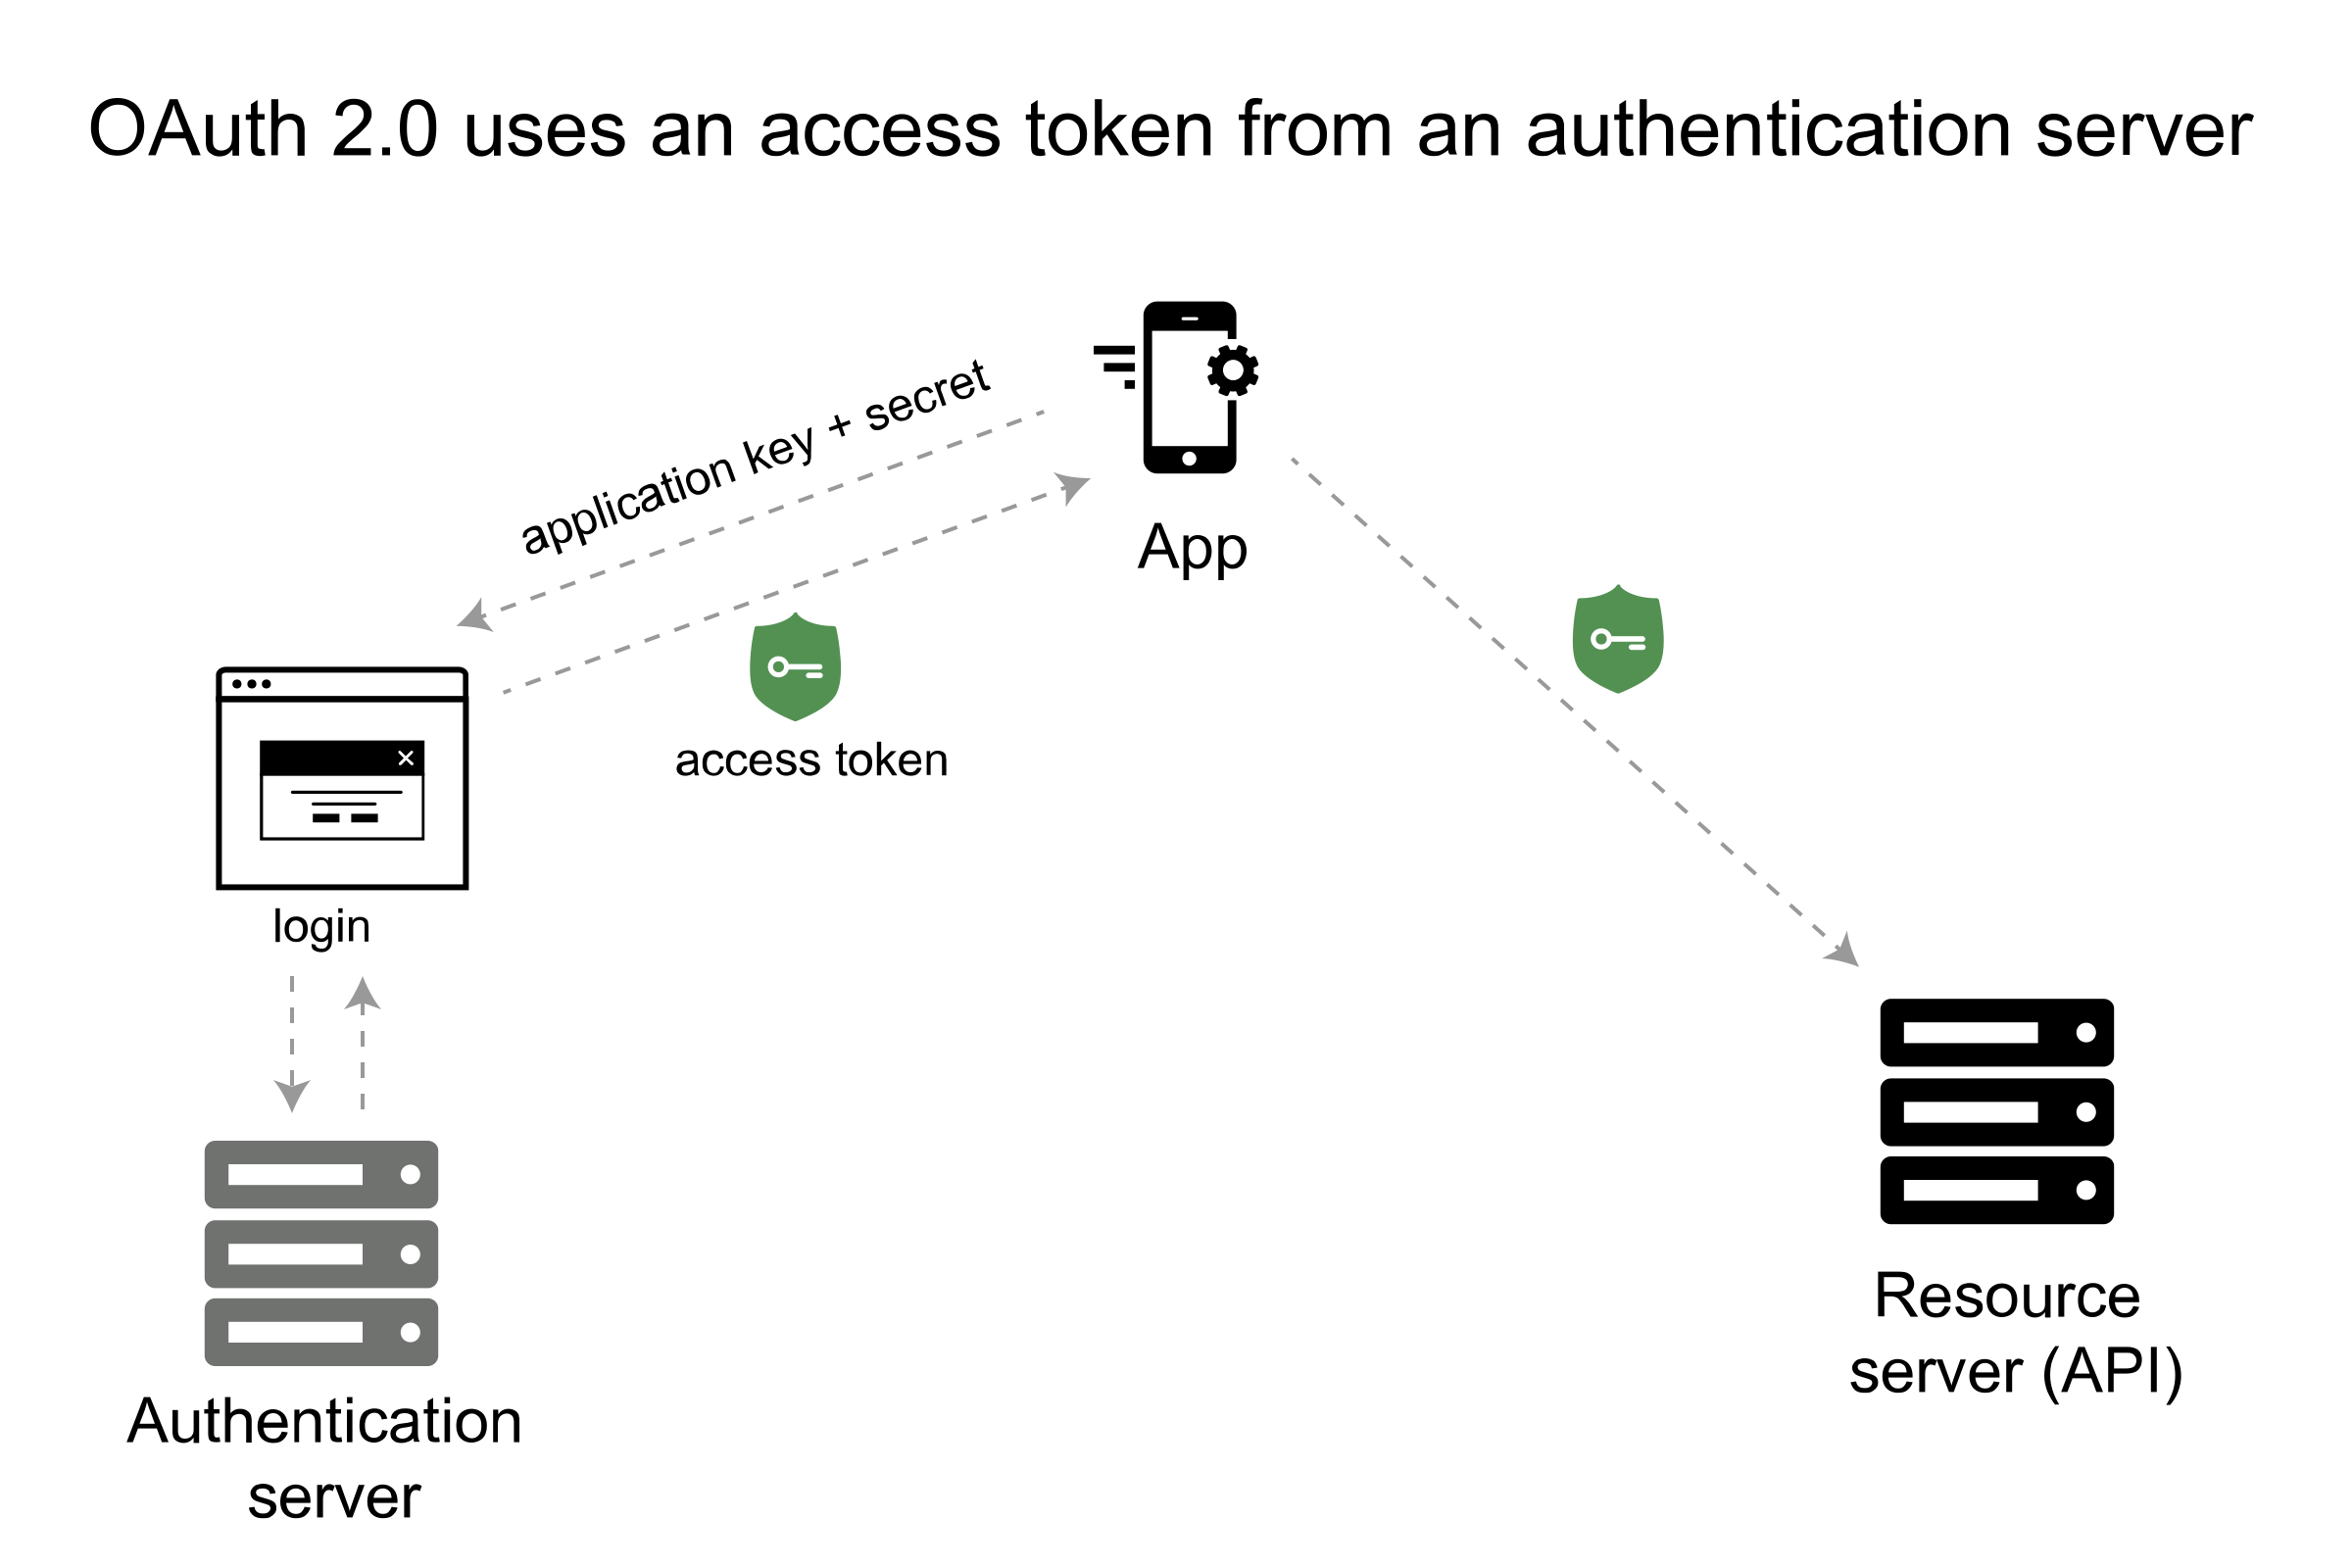 OAuth 2.0 uses an access token from an authentication server
application key + secret
App
access token
login
Resource
server (API)
Authentication
server